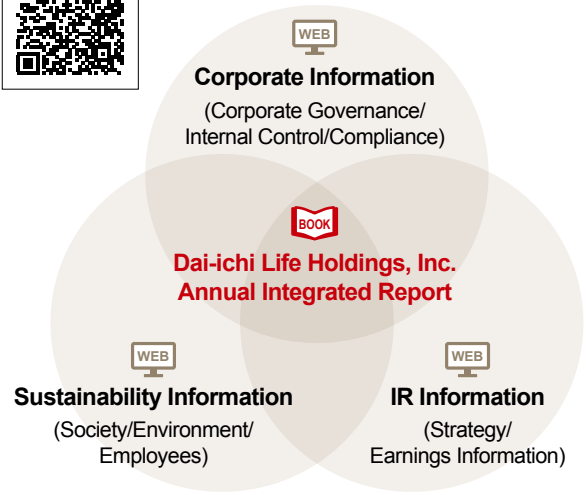 WEB
Corporate Information
(Corporate Governance/
Internal Control/Compliance)
BOOK
Dai-ichi Life Holdings, Inc.
Annual Integrated Report
WEB
Sustainability Information
(Society/Environment/
Employees)
WEB
IR Information
(Strategy/
Earnings Information)